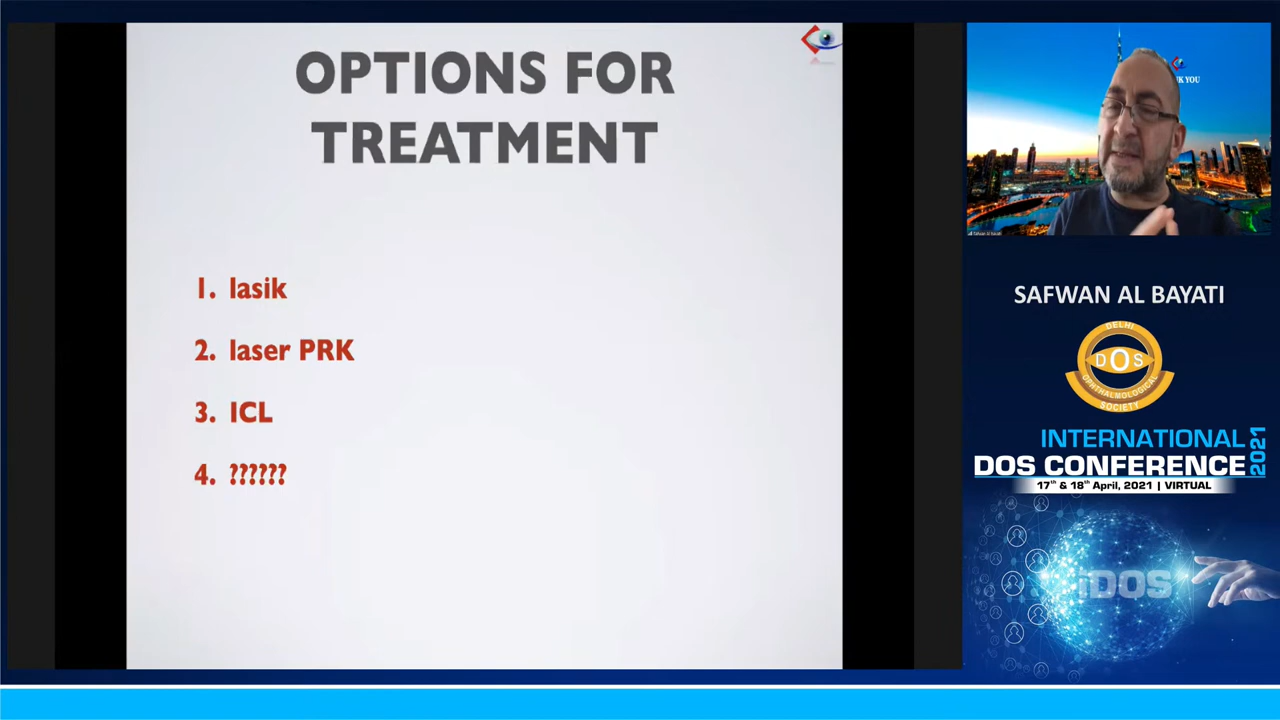 OPTIONS FOR
TREATMENT
1. lasik
2. laser PRK
3. ICL
4. ??????
K YOU
SAFWAN AL BAYATI
DELHI
DOS
OPHTHALMOLOGICAL
SOCIETY
INTERNATIONAL
DOS CONFERENCE
2021
17th & 18th April, 2021 | VIRTUAL
iDOS